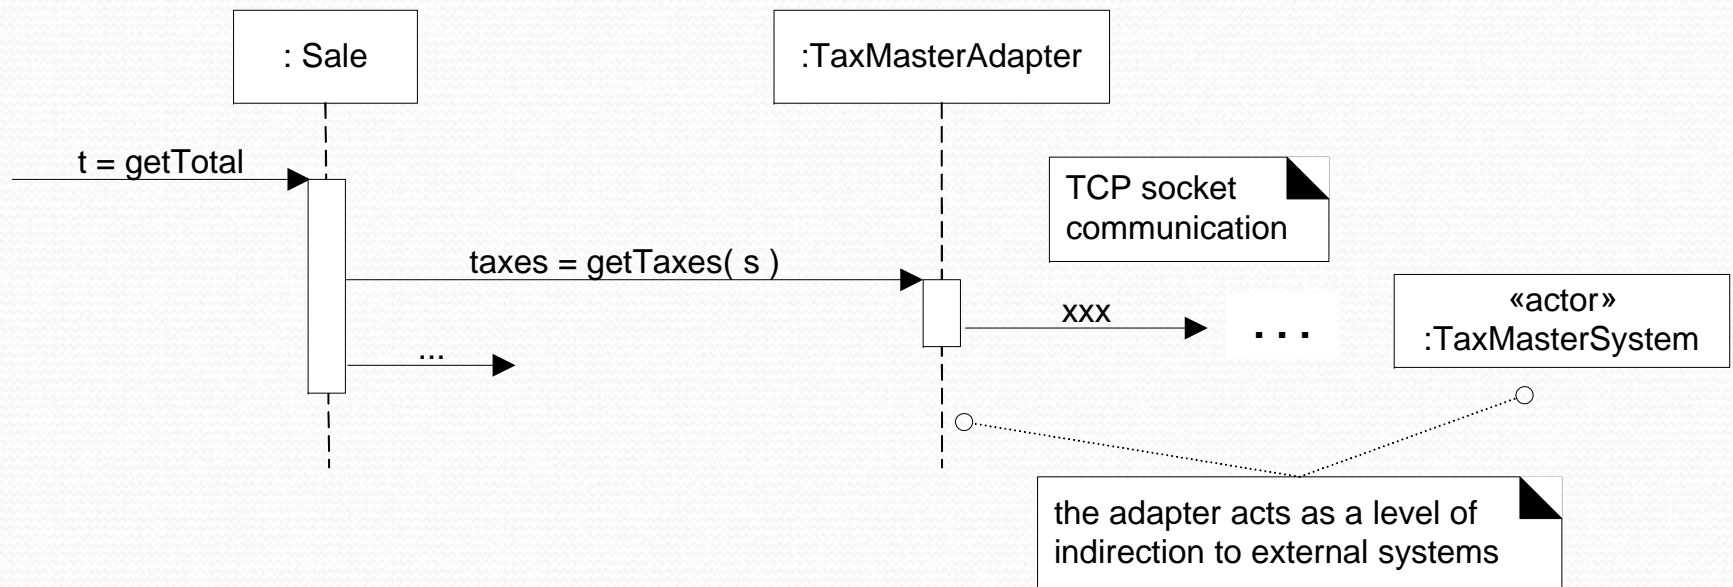 : Sale
:TaxMasterAdapter
t = getTotal
TCP socket
communication
taxes = getTaxes( s )
xxx
. . .
«actor»
:TaxMasterSystem
...
the adapter acts as a level of
indirection to external systems